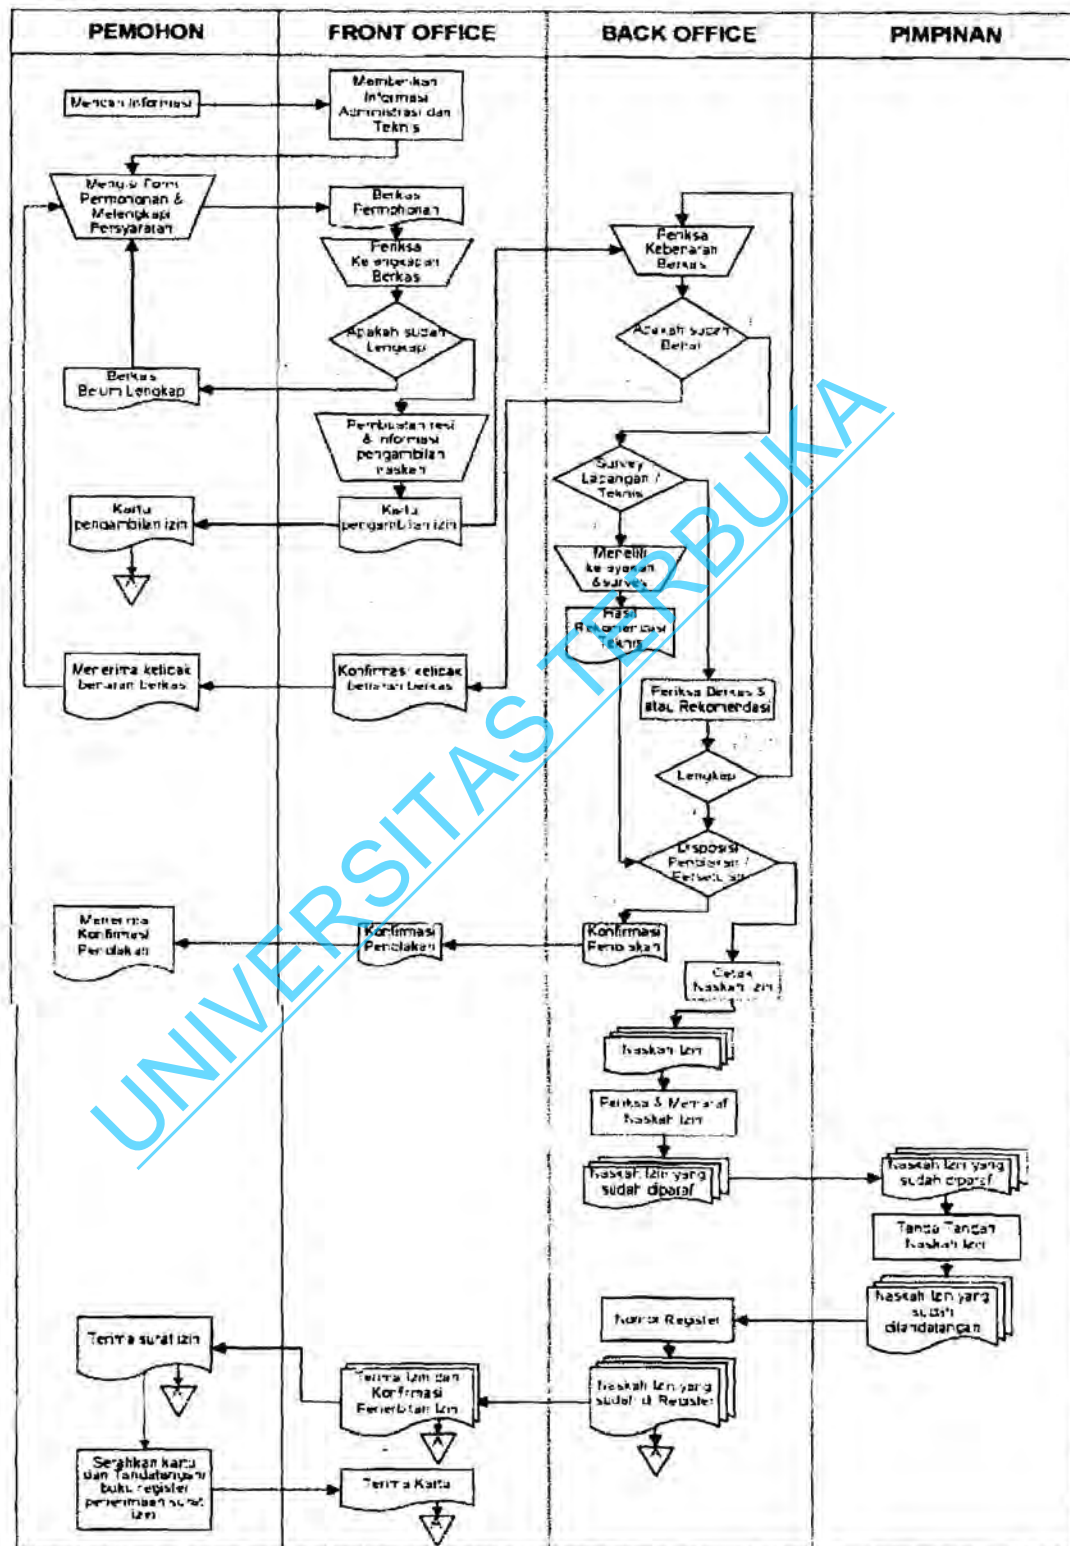 PEMOHON
FRONT OFFICE
BACK OFFICE
PIMPINAN
Mencari Informasi
Memberikan
Informasi
Administrasi dan
Teknis
Mengisi Form
Permohonan &
Melengkapi
Persyaratan
Berkas
Permohonan
Periksa
Kelengkapan
Berkas
Periksa
Kebenaran
Berkas
Apakah sudah
Lengkap
Apakah sudah
Benar
Berkas
Belum Lengkap
Pembuatan resi
& informasi
pengambilan
naskah
Survey
Lapangan /
Teknis
Kartu
pengambilan izin
Kartu
pengambilan izin
Meneliti
kelayakan
& survey
A
Hasil
Rekomendasi
Teknis
Menerima ketidak
benaran berkas
Konfirmasi ketidak
benaran berkas
Periksa Berkas &
atau Rekomendasi
Lengkap
Disposisi
Penolakan /
Persetujuan
Menerima
Konfirmasi
Penolakan
Konfirmasi
Penolakan
Konfirmasi
Penolakan
Cetak
Naskah Izin
Naskah Izin
Periksa & Memaraf
Naskah Izin
Naskah Izin yang
sudah diparaf
Naskah Izin yang
sudah diparaf
Tanda Tangan
Naskah Izin
Naskah Izin yang
sudah
ditandatangan
Nomor Register
Terima surat izin
Terima Izin dan
Konfirmasi
Penerbitan Izin
Naskah Izin yang
sudah di Register
A
A
A
Serahkan kartu
dan Tandatangani
buku register
penerimaan surat
Izin
Terima Kartu
A
UNIVERSITAS TERBUKA